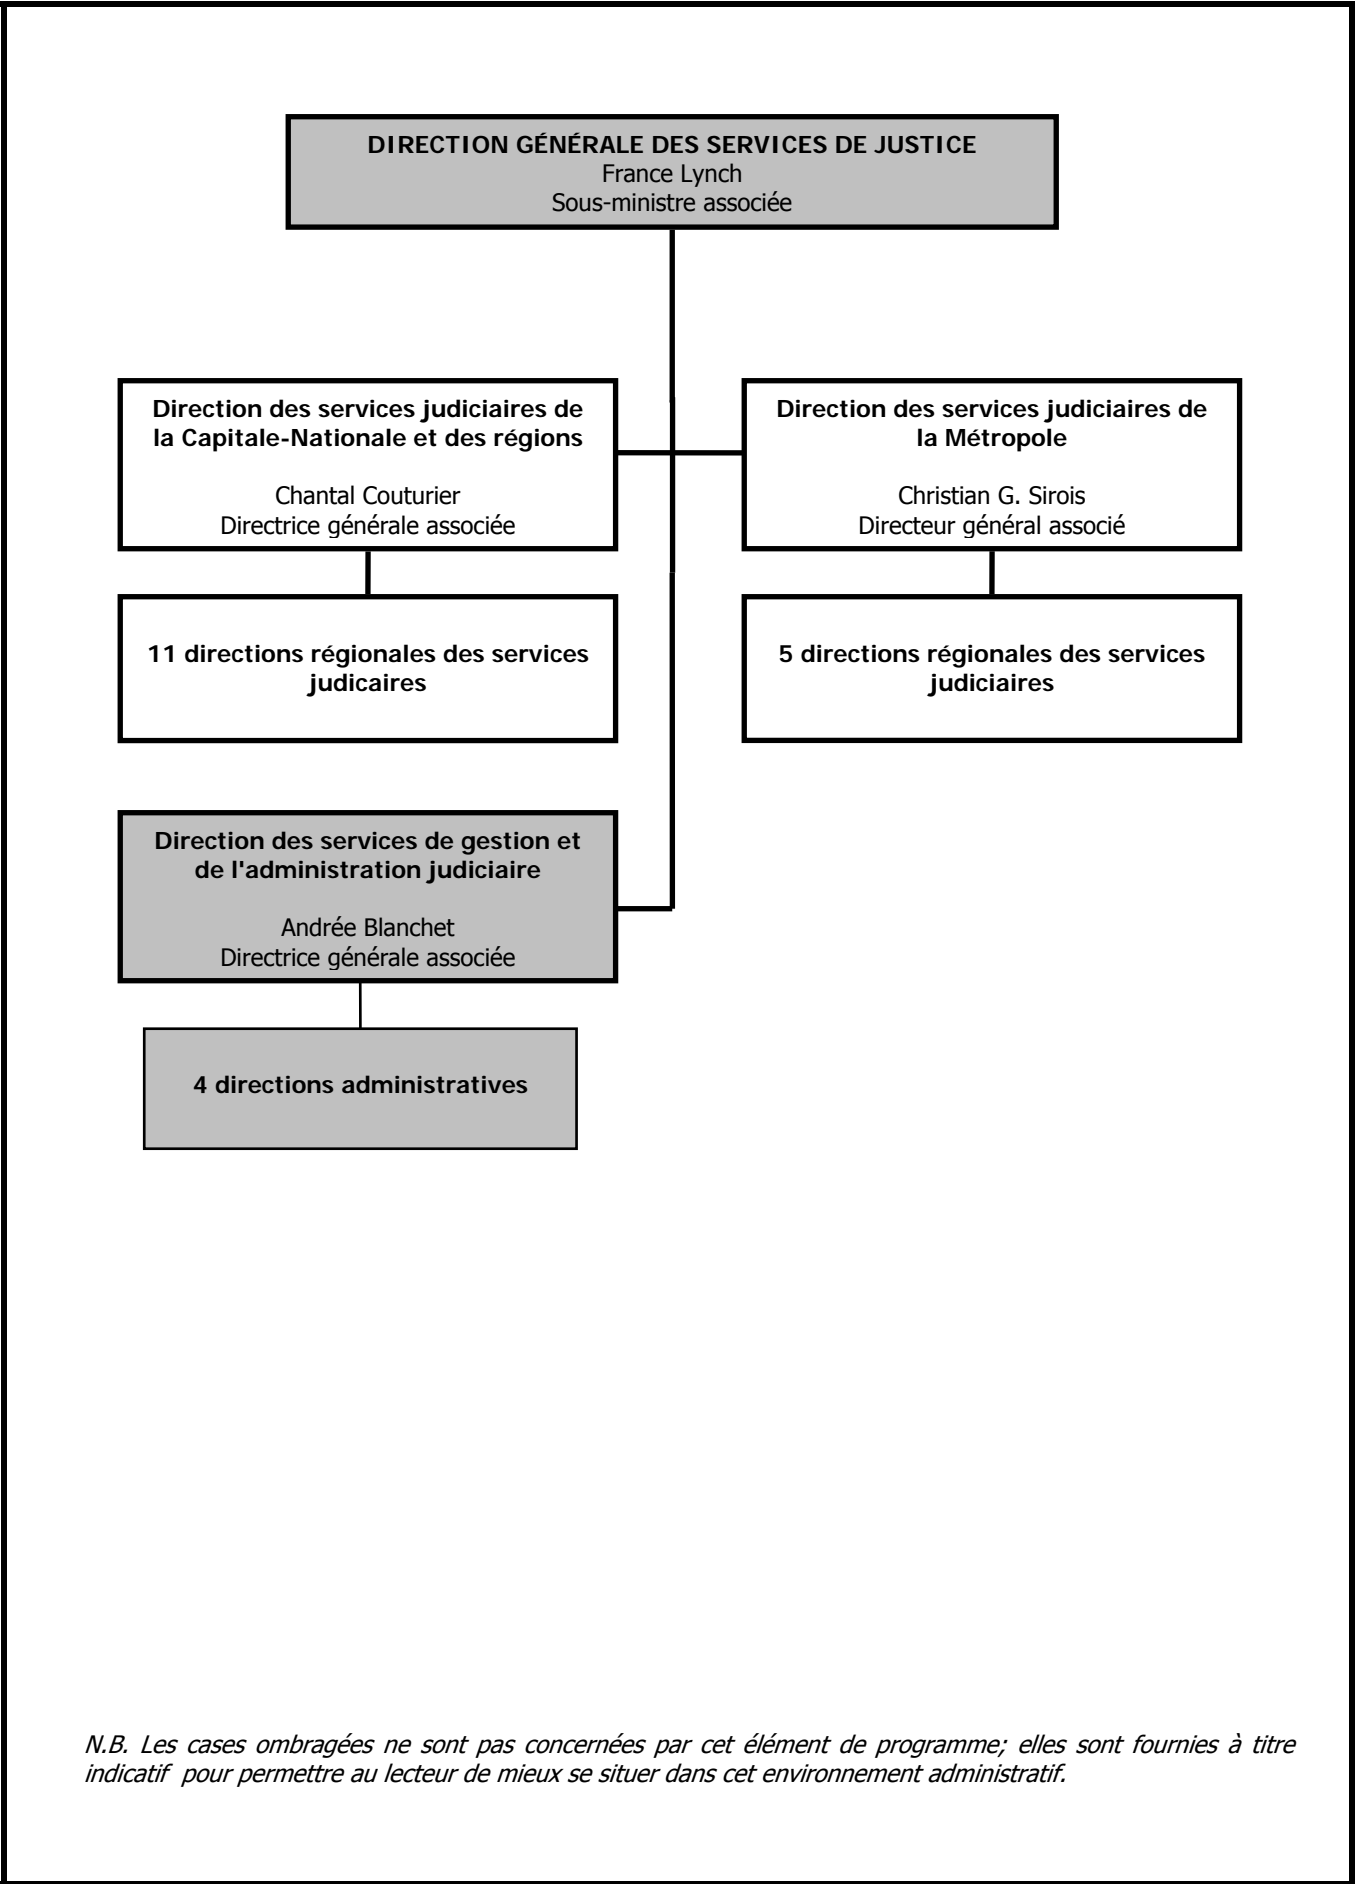 DIRECTION GÉNÉRALE DES SERVICES DE JUSTICE
France Lynch
Sous-ministre associée
Direction des services judiciaires de
la Capitale-Nationale et des régions
Chantal Couturier
Directrice générale associée
Direction des services judiciaires de
la Métropole
Christian G. Sirois
Directeur général associé
11 directions régionales des services
judicaires
5 directions régionales des services
judiciaires
Direction des services de gestion et
de l'administration judiciaire
Andrée Blanchet
Directrice générale associée
4 directions administratives
N.B. Les cases ombragées ne sont pas concernées par cet élément de programme; elles sont fournies à titre
indicatif pour permettre au lecteur de mieux se situer dans cet environnement administratif.